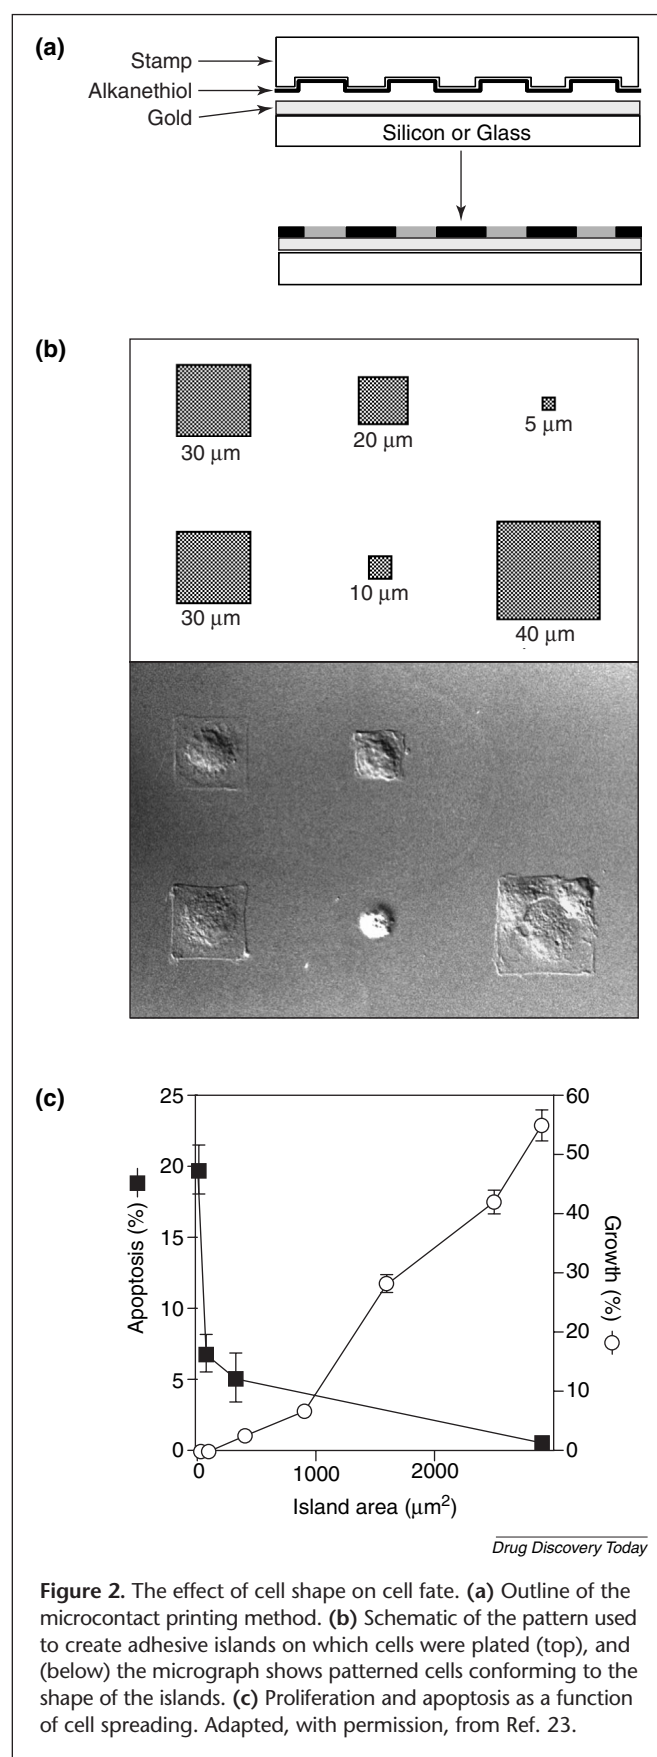 (a)
Stamp
Alkanethiol
Gold
Silicon or Glass
(b)
30 μm
20 μm
5 μm
30 μm
10 μm
40 μm
(c)
25
20
15
10
5
0
Apoptosis (%)
60
50
40
30
20
10
0
Growth (%)
0
1000
2000
Island area (μm²)
Drug Discovery Today
Figure 2. The effect of cell shape on cell fate. (a) Outline of the
microcontact printing method. (b) Schematic of the pattern used
to create adhesive islands on which cells were plated (top), and
(below) the micrograph shows patterned cells conforming to the
shape of the islands. (c) Proliferation and apoptosis as a function
of cell spreading. Adapted, with permission, from Ref. 23.